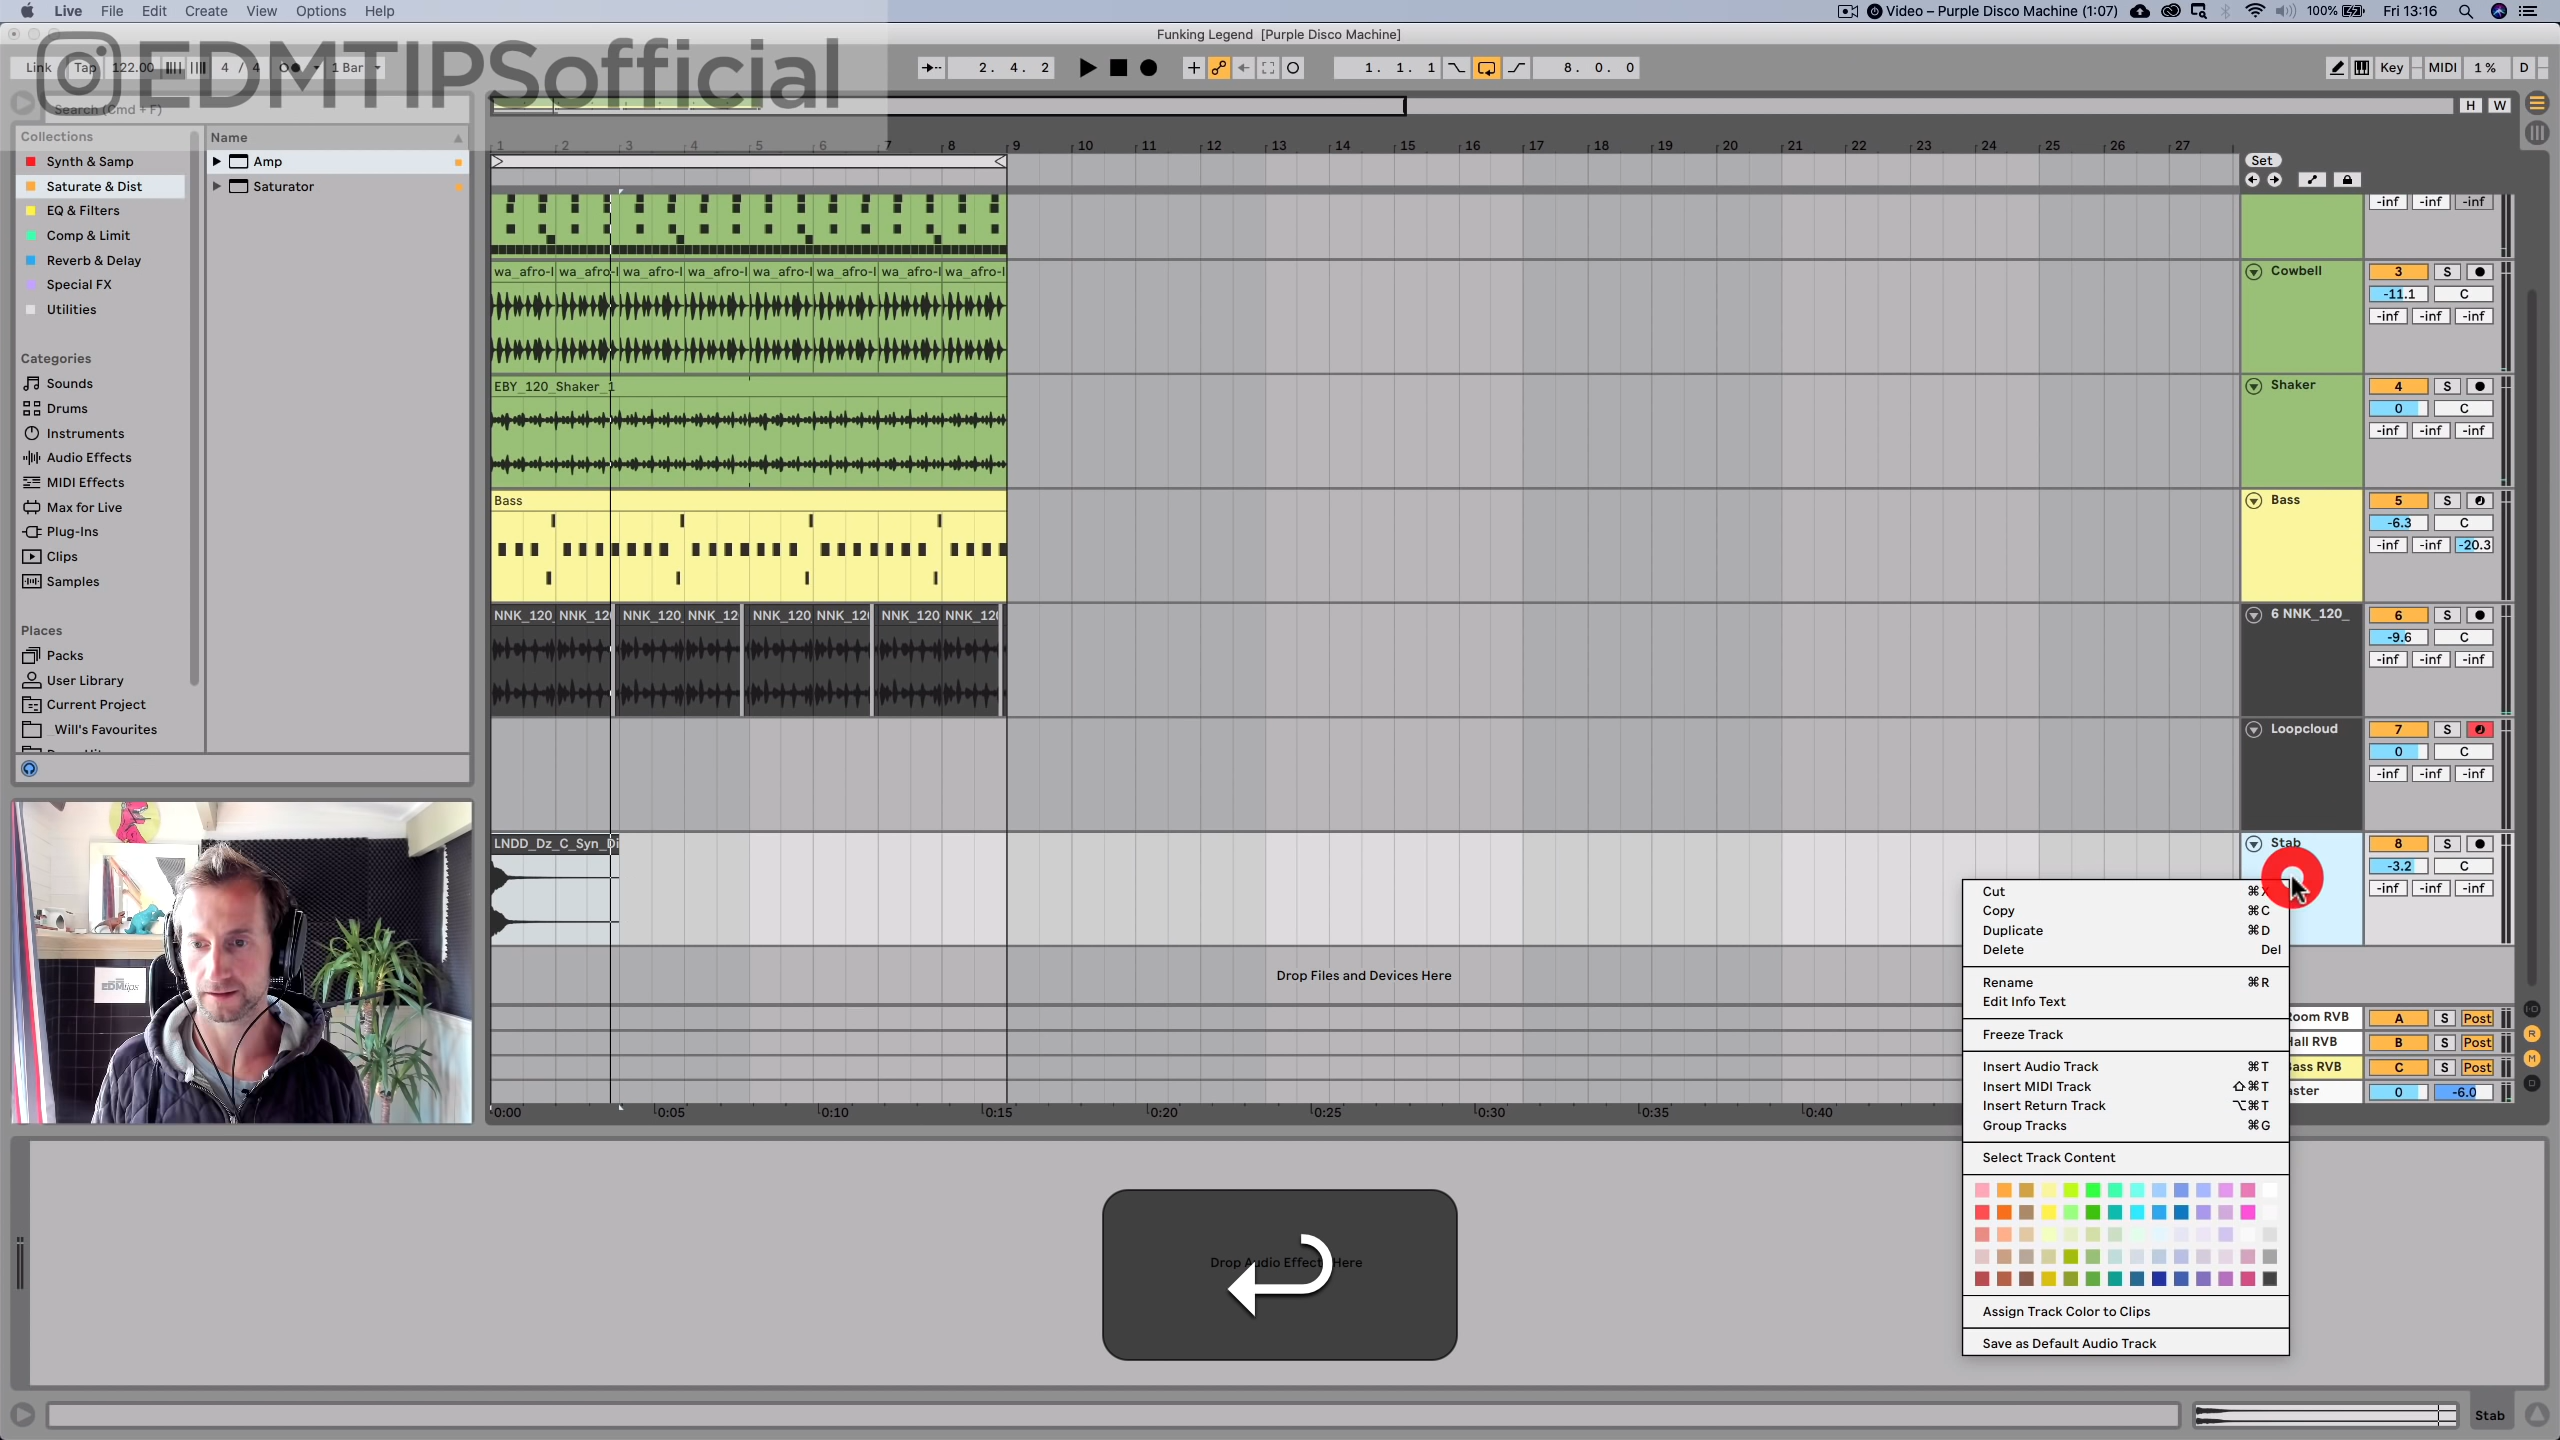 Live File Edit Create View Options Help
Video – Purple Disco Machine (1:07) 100% Fri 13:16
Funking Legend [Purple Disco Machine]
EDMTIPSofficial
Link Tap 122.00 4 / 4 1 Bar
2. 4. 2
1. 1. 1
8. 0. 0
Key MIDI 1 % D
Search (Cmd + F)
H W
Collections
Synth & Samp
Saturate & Dist
EQ & Filters
Comp & Limit
Reverb & Delay
Special FX
Utilities
Categories
Sounds
Drums
Instruments
Audio Effects
MIDI Effects
Max for Live
Plug-Ins
Clips
Samples
Places
Packs
User Library
Current Project
_Will's Favourites
Name
Amp
Saturator
1 2 3 4 5 6 7 8 9 10 11 12 13 14 15 16 17 18 19 20 21 22 23 24 25 26 27
Set
-inf -inf -inf
wa_afro-l wa_afro-l wa_afro-l wa_afro-l wa_afro-l wa_afro-l wa_afro-l wa_afro-l
Cowbell 3 S
-11.1 C
-inf -inf -inf
EBY_120_Shaker_1
Shaker 4 S
0 C
-inf -inf -inf
Bass
Bass 5 S
-6.3 C
-inf -inf -20.3
NNK_120_ NNK_120 NNK_120_ NNK_12 NNK_120 NNK_120 NNK_120 NNK_120
6 NNK_120_ 6 S
-9.6 C
-inf -inf -inf
Loopcloud 7 S
0 C
-inf -inf -inf
LNDD_Dz_C_Syn_Di
Stab 8 S
-3.2 C
-inf -inf -inf
Drop Files and Devices Here
Cut ⌘X
Copy ⌘C
Duplicate ⌘D
Delete Del
Rename ⌘R
Edit Info Text
Freeze Track
Insert Audio Track ⌘T
Insert MIDI Track ⇧⌘T
Insert Return Track ⌥⌘T
Group Tracks ⌘G
Select Track Content
Assign Track Color to Clips
Save as Default Audio Track
Room RVB A S Post
Hall RVB B S Post
Bass RVB C S Post
aster 0 -6.0
0:00 0:05 0:10 0:15 0:20 0:25 0:30 0:35 0:40
EDMtips
Drop Audio Effects Here
Stab